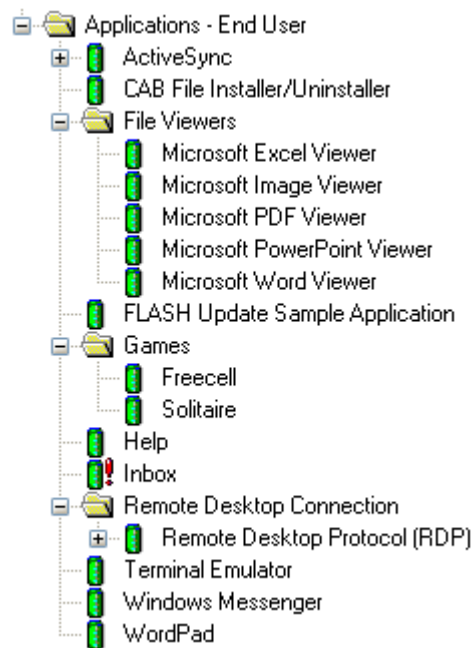 Applications - End User
ActiveSync
CAB File Installer/Uninstaller
File Viewers
Microsoft Excel Viewer
Microsoft Image Viewer
Microsoft PDF Viewer
Microsoft PowerPoint Viewer
Microsoft Word Viewer
FLASH Update Sample Application
Games
Freecell
Solitaire
Help
Inbox
Remote Desktop Connection
Remote Desktop Protocol (RDP)
Terminal Emulator
Windows Messenger
WordPad